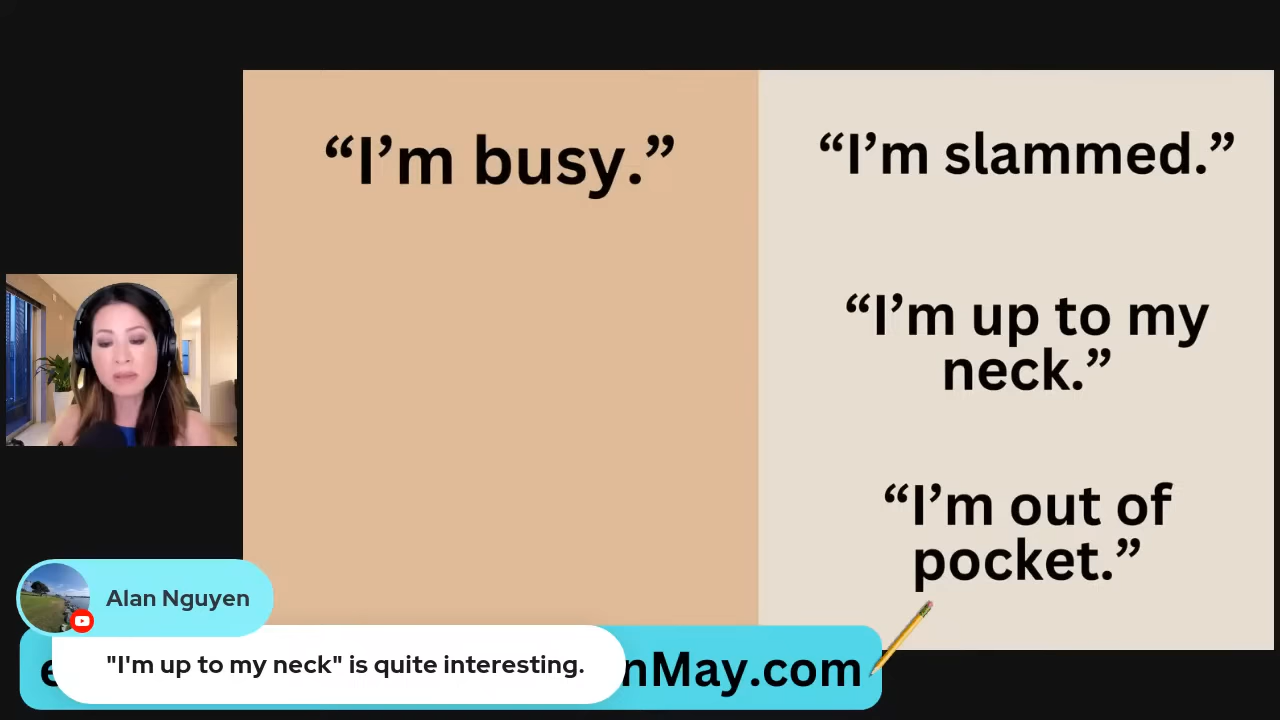 “I’m busy.”
“I’m slammed.”
“I’m up to my
neck.”
“I’m out of
pocket.”
Alan Nguyen
"I'm up to my neck" is quite interesting.
nMay.com